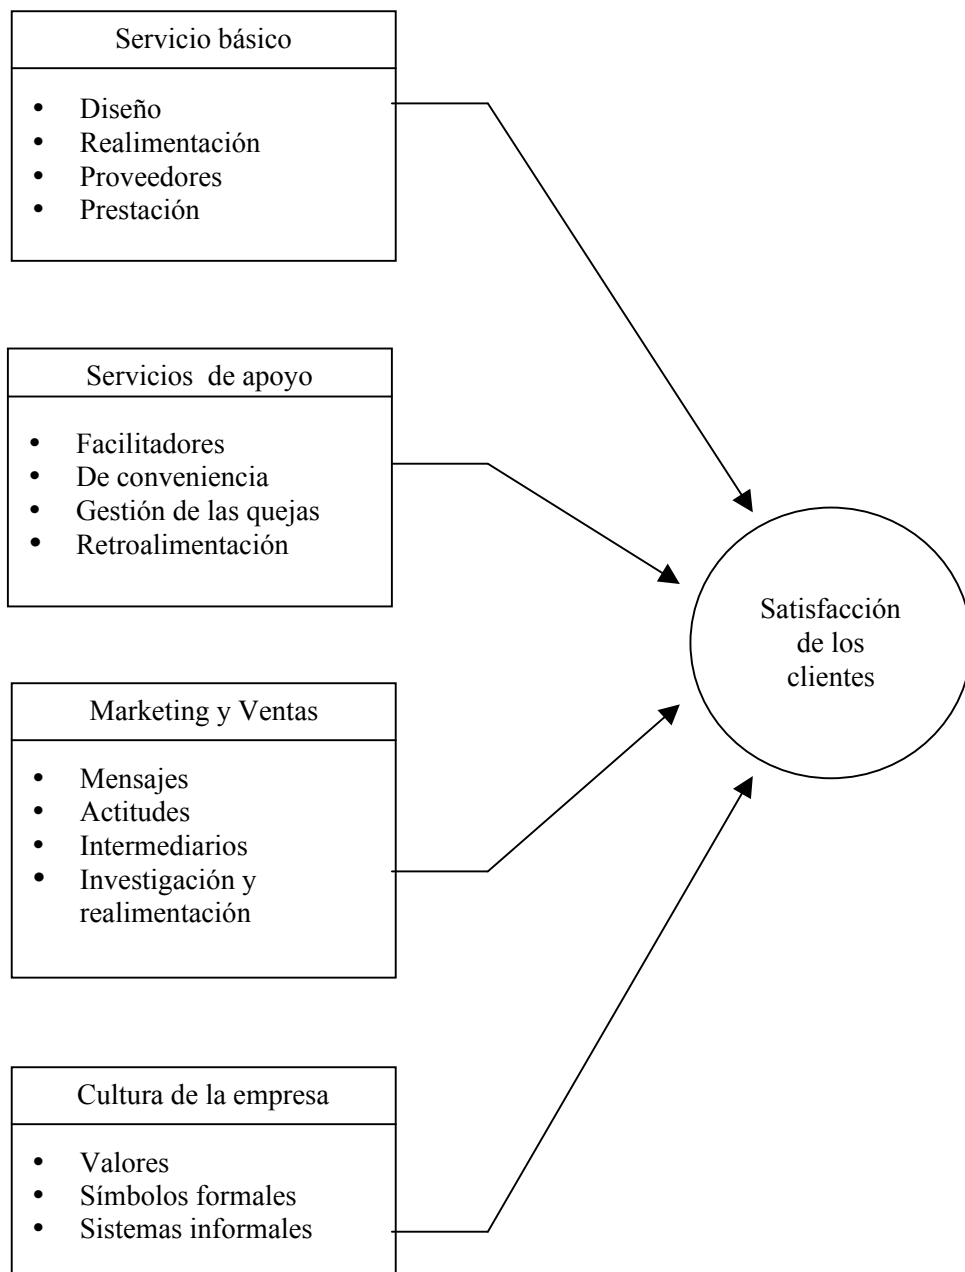 Servicio básico
• Diseño
• Realimentación
• Proveedores
• Prestación
Servicios  de apoyo
• Facilitadores
• De conveniencia
• Gestión de las quejas
• Retroalimentación
Marketing y Ventas
• Mensajes
• Actitudes
• Intermediarios
• Investigación y
realimentación
Cultura de la empresa
• Valores
• Símbolos formales
• Sistemas informales
Satisfacción
de los
clientes